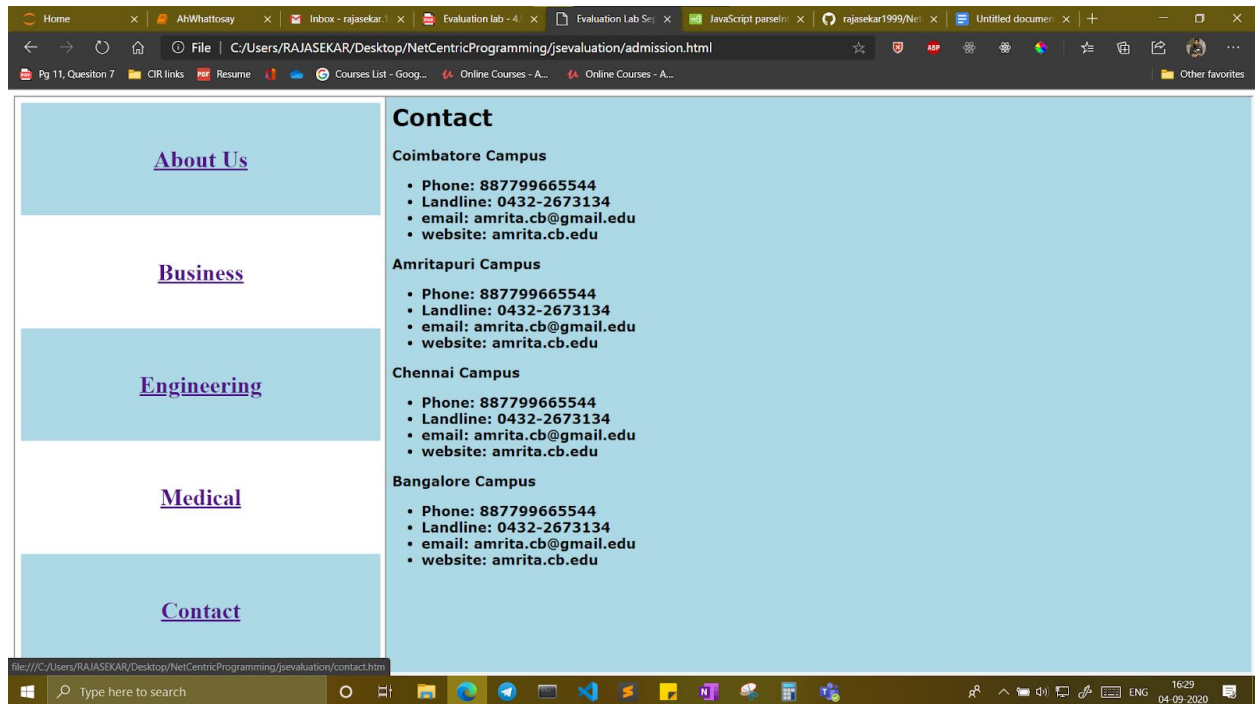 Home
AhWhattosay
Inbox - rajasekar.1
Evaluation lab - 4.
Evaluation Lab Sep
JavaScript parseInt
rajasekar1999/Net
Untitled documen
File | C:/Users/RAJASEKAR/Desktop/NetCentricProgramming/jsevaluation/admission.html
ABP
Pg 11, Quesiton 7
CIR links
PDF Resume
Courses List - Goog...
Online Courses - A...
Online Courses - A...
Other favorites
About Us
Business
Engineering
Medical
Contact
Contact
Coimbatore Campus
• Phone: 887799665544
• Landline: 0432-2673134
• email: amrita.cb@gmail.edu
• website: amrita.cb.edu
Amritapuri Campus
• Phone: 887799665544
• Landline: 0432-2673134
• email: amrita.cb@gmail.edu
• website: amrita.cb.edu
Chennai Campus
• Phone: 887799665544
• Landline: 0432-2673134
• email: amrita.cb@gmail.edu
• website: amrita.cb.edu
Bangalore Campus
• Phone: 887799665544
• Landline: 0432-2673134
• email: amrita.cb@gmail.edu
• website: amrita.cb.edu
file:///C:/Users/RAJASEKAR/Desktop/NetCentricProgramming/jsevaluation/contact.htm
Type here to search
ENG
16:29
04-09-2020